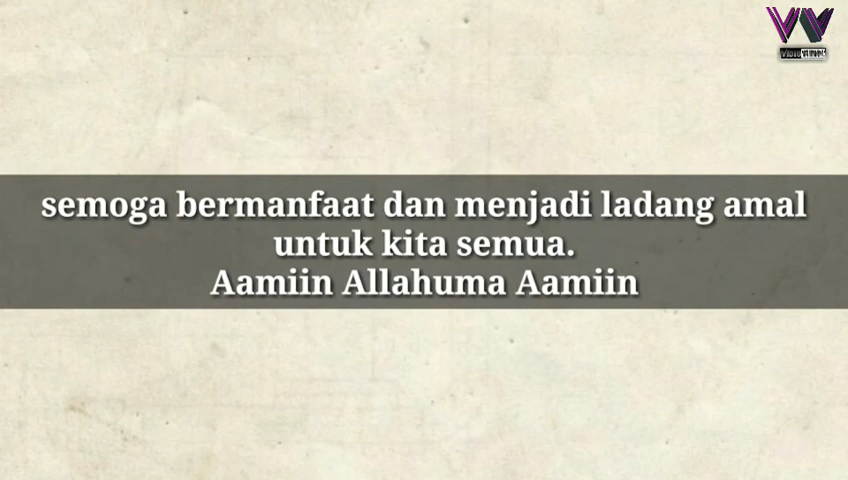 semoga bermanfaat dan menjadi ladang amal
untuk kita semua.
Aamiin Allahuma Aamiin